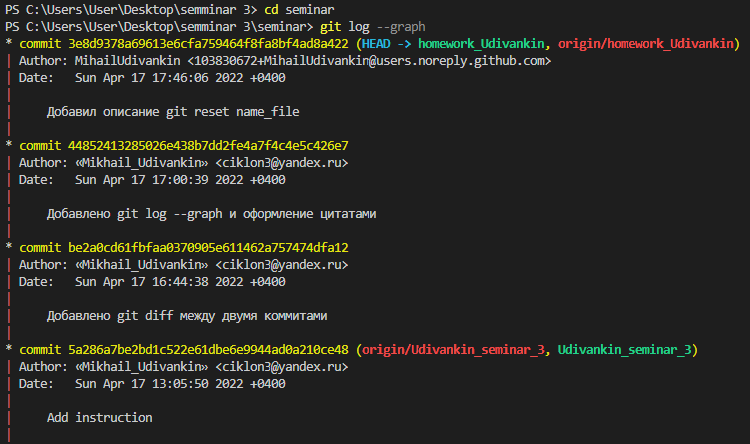 PS C:\Users\User\Desktop\semminar 3> cd seminar
PS C:\Users\User\Desktop\semminar 3\seminar> git log --graph
* commit 3e8d9378a69613e6cfa759464f8fa8bf4ad8a422 (HEAD -> homework_Udivankin, origin/homework_Udivankin)
| Author: MihailUdivankin <103830672+MihailUdivankin@users.noreply.github.com>
| Date:   Sun Apr 17 17:46:06 2022 +0400
|
|     Добавил описание git reset name_file
|
* commit 44852413285026e438b7dd2fe4a7f4c4e5c426e7
| Author: «Mikhail_Udivankin» <ciklon3@yandex.ru>
| Date:   Sun Apr 17 17:00:39 2022 +0400
|
|     Добавлено git log --graph и оформление цитатами
|
* commit be2a0cd61fbfaa0370905e611462a757474dfa12
| Author: «Mikhail_Udivankin» <ciklon3@yandex.ru>
| Date:   Sun Apr 17 16:44:38 2022 +0400
|
|     Добавлено git diff между двумя коммитами
|
* commit 5a286a7be2bd1c522e61dbe6e9944ad0a210ce48 (origin/Udivankin_seminar_3, Udivankin_seminar_3)
| Author: «Mikhail_Udivankin» <ciklon3@yandex.ru>
| Date:   Sun Apr 17 13:05:50 2022 +0400
|
|     Add instruction
|